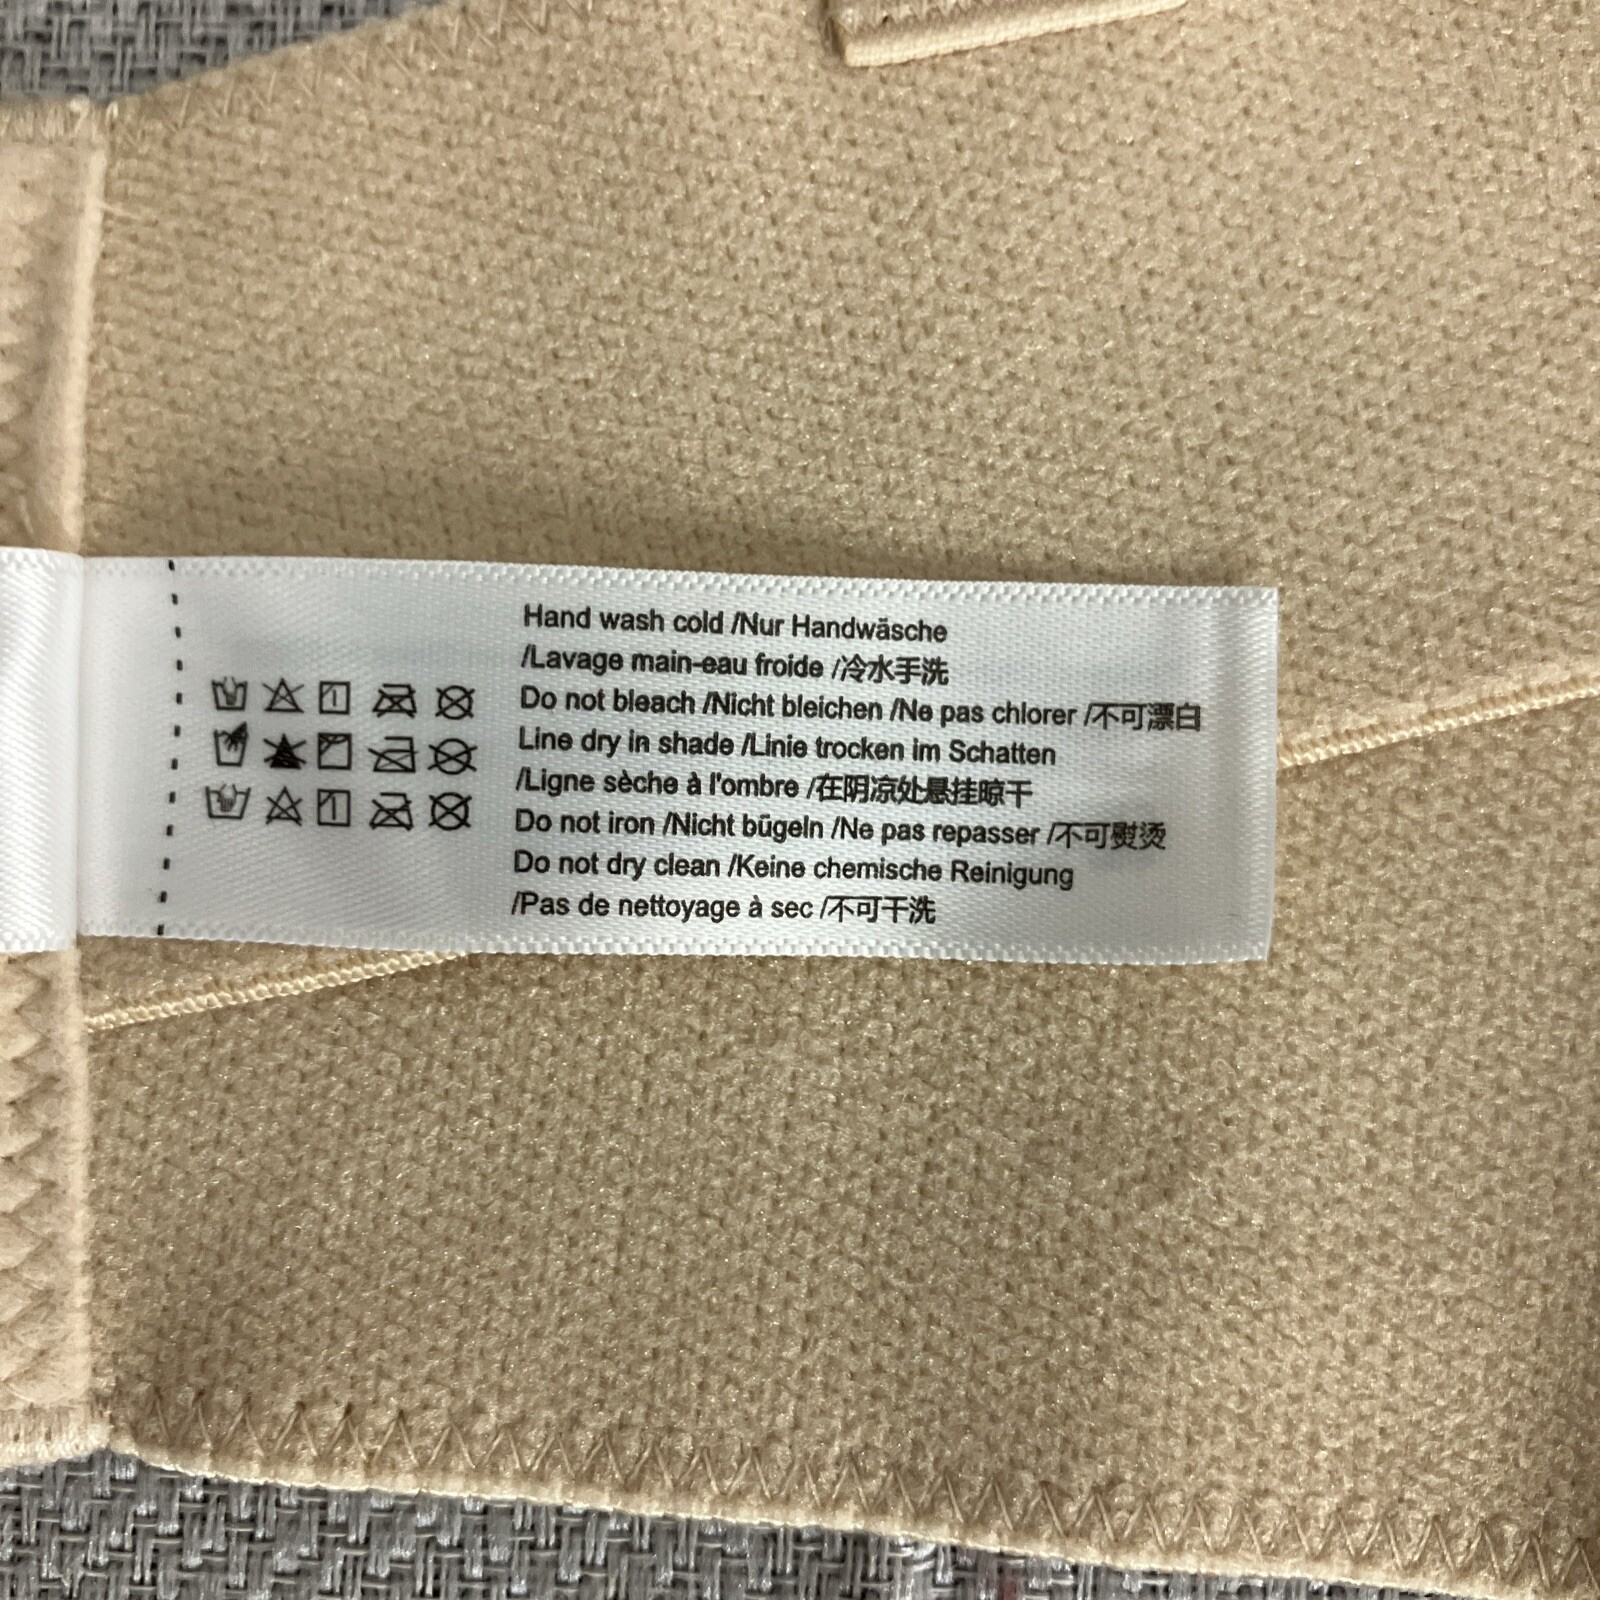 Hand wash cold /Nur Handwäsche
/Lavage main-eau froide /冷水手洗
Do not bleach /Nicht bleichen /Ne pas chlorer /不可漂白
Line dry in shade /Linie trocken im Schatten
/Ligne sèche à l'ombre /在阴凉处悬挂晾干
Do not iron /Nicht bügeln /Ne pas repasser /不可熨烫
Do not dry clean /Keine chemische Reinigung
/Pas de nettoyage à sec /不可干洗